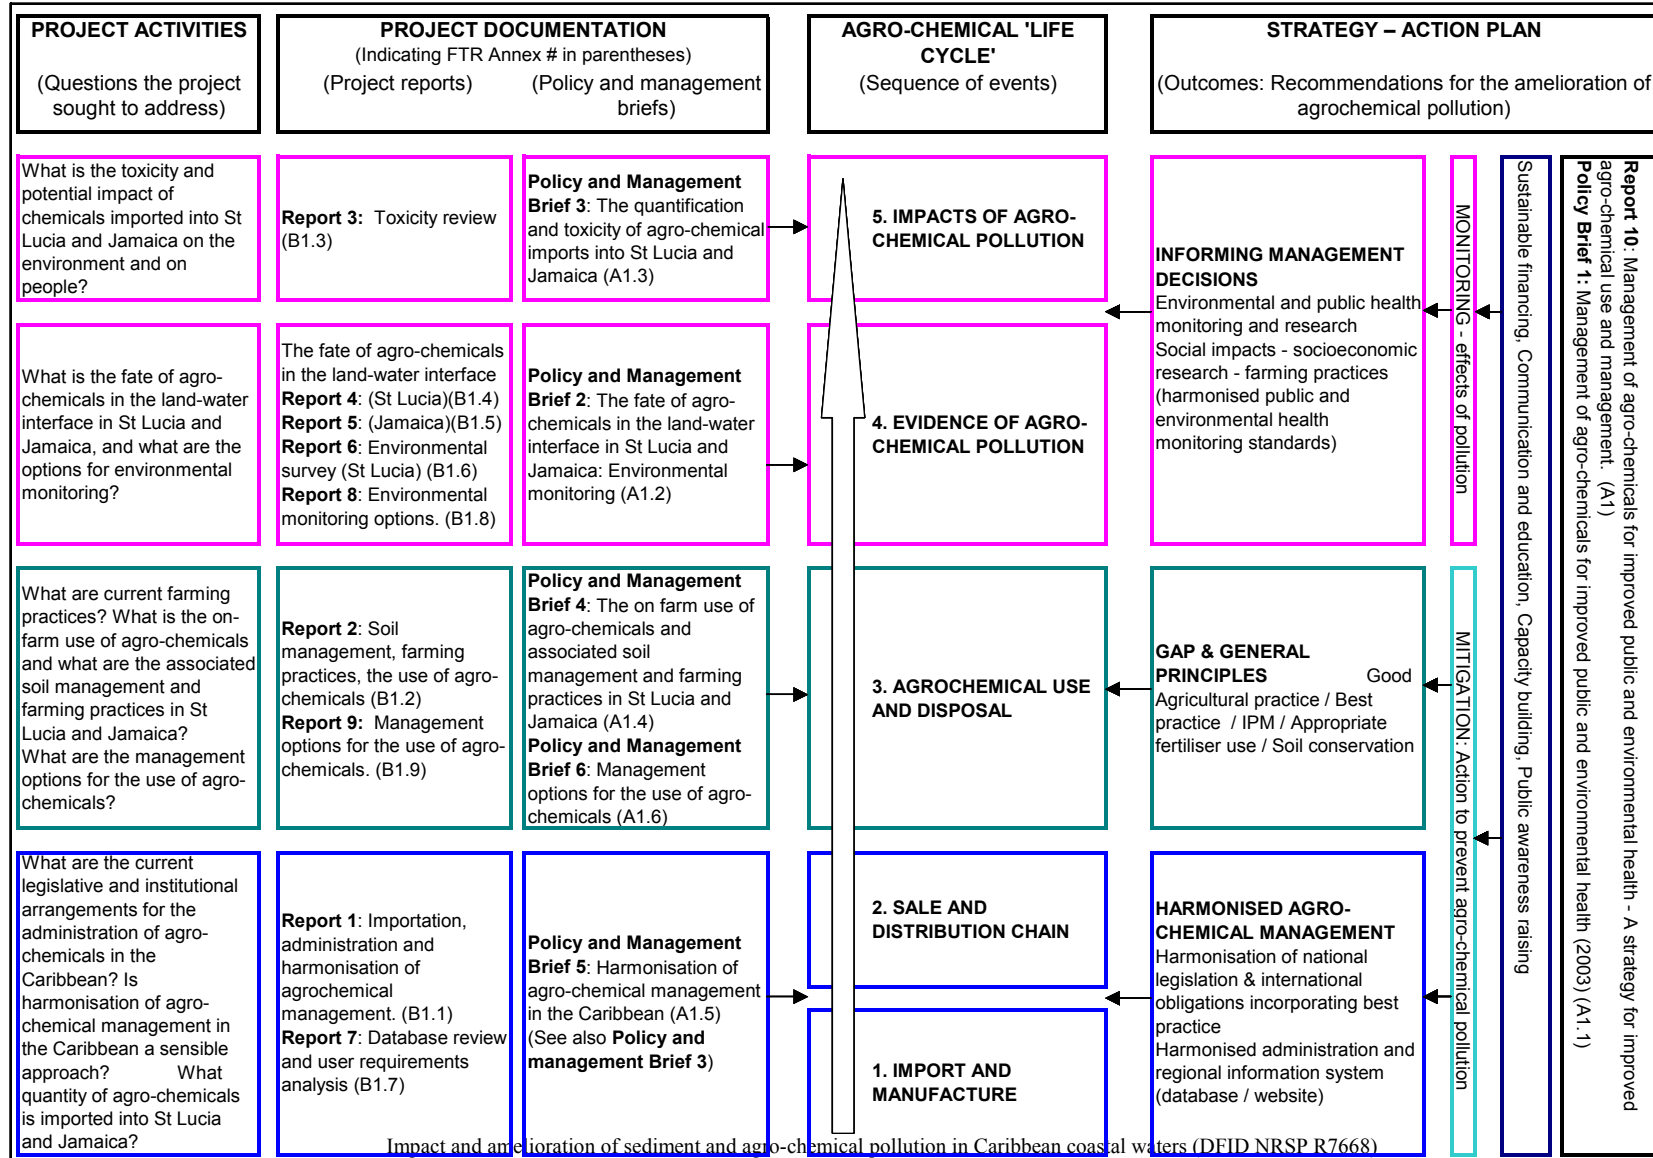 PROJECT ACTIVITIES
(Questions the project
sought to address)
PROJECT DOCUMENTATION
(Indicating FTR Annex # in parentheses)
(Project reports)
(Policy and management
briefs)
AGRO-CHEMICAL 'LIFE
CYCLE'
(Sequence of events)
STRATEGY – ACTION PLAN
(Outcomes: Recommendations for the amelioration of
agrochemical pollution)
What is the toxicity and
potential impact of
chemicals imported into St
Lucia and Jamaica on the
environment and on
people?
Report 3: Toxicity review
(B1.3)
Policy and Management
Brief 3: The quantification
and toxicity of agro-chemical
imports into St Lucia and
Jamaica (A1.3)
5. IMPACTS OF AGRO-
CHEMICAL POLLUTION
What is the fate of agro-
chemicals in the land-water
interface in St Lucia and
Jamaica, and what are the
options for environmental
monitoring?
The fate of agro-chemicals
in the land-water interface
Report 4: (St Lucia)(B1.4)
Report 5: (Jamaica)(B1.5)
Report 6: Environmental
survey (St Lucia) (B1.6)
Report 8: Environmental
monitoring options. (B1.8)
Policy and Management
Brief 2: The fate of agro-
chemicals in the land-water
interface in St Lucia and
Jamaica: Environmental
monitoring (A1.2)
4. EVIDENCE OF AGRO-
CHEMICAL POLLUTION
INFORMING MANAGEMENT
DECISIONS
Environmental and public health
monitoring and research
Social impacts - socioeconomic
research - farming practices
(harmonised public and
environmental health
monitoring standards)
What are current farming
practices? What is the on-
farm use of agro-chemicals
and what are the associated
soil management and
farming practices in St
Lucia and Jamaica?
What are the management
options for the use of agro-
chemicals?
Report 2: Soil
management, farming
practices, the use of agro-
chemicals (B1.2)
Report 9: Management
options for the use of agro-
chemicals. (B1.9)
Policy and Management
Brief 4: The on farm use of
agro-chemicals and
associated soil
management and farming
practices in St Lucia and
Jamaica (A1.4)
Policy and Management
Brief 6: Management
options for the use of agro-
chemicals (A1.6)
3. AGROCHEMICAL USE
AND DISPOSAL
GAP & GENERAL
PRINCIPLES Good
Agricultural practice / Best
practice / IPM / Appropriate
fertiliser use / Soil conservation
What are the current
legislative and institutional
arrangements for the
administration of agro-
chemicals in the
Caribbean? Is
harmonisation of agro-
chemical management in
the Caribbean a sensible
approach? What
quantity of agro-chemicals
is imported into St Lucia
and Jamaica?
Report 1: Importation,
administration and
harmonisation of
agrochemical
management. (B1.1)
Report 7: Database review
and user requirements
analysis (B1.7)
Policy and Management
Brief 5: Harmonisation of
agro-chemical management
in the Caribbean (A1.5)
(See also Policy and
management Brief 3)
2. SALE AND
DISTRIBUTION CHAIN
1. IMPORT AND
MANUFACTURE
HARMONISED AGRO-
CHEMICAL MANAGEMENT
Harmonisation of national
legislation & international
obligations incorporating best
practice
Harmonised administration and
regional information system
(database / website)
MONITORING - effects of pollution
MITIGATION: Action to prevent agro-chemical pollution
Sustainable financing, Communication and education, Capacity building, Public awareness raising
Report 10: Management of agro-chemicals for improved public and environmental health - A strategy for improved
agro-chemical use and management. (A1)
Policy Brief 1: Management of agro-chemicals for improved public and environmental health (2003) (A1.1)
Impact and amelioration of sediment and agro-chemical pollution in Caribbean coastal waters (DFID NRSP R7668)